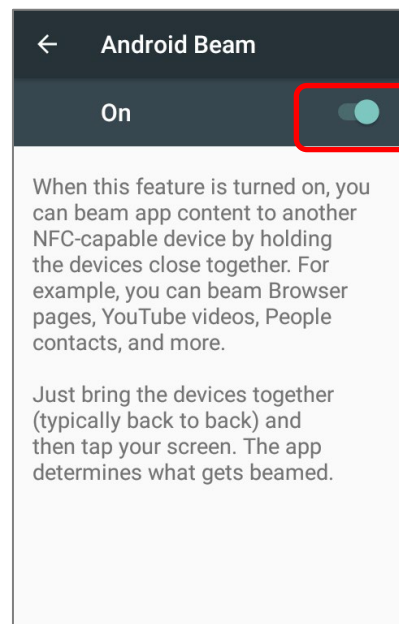 Android Beam
On
When this feature is turned on, you
can beam app content to another
NFC-capable device by holding
the devices close together. For
example, you can beam Browser
pages, YouTube videos, People
contacts, and more.
Just bring the devices together
(typically back to back) and
then tap your screen. The app
determines what gets beamed.